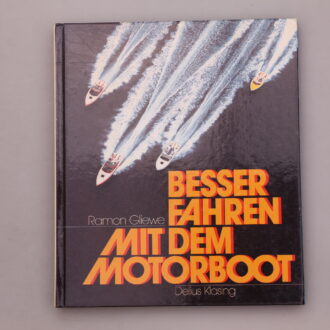 BESSER
Ramon Gliewe
FAHREN
MIT DEM
MOTORBOOT
Delius Klasing